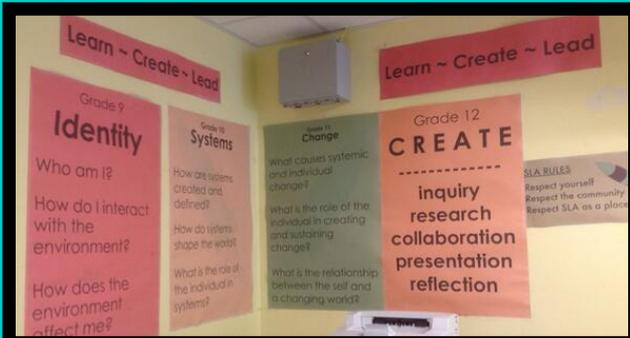 Learn ~ Create ~ Lead
Learn ~ Create ~ Lead
Grade 9
Identity
Who am I?
How do I interact
with the
environment?
How does the
environment
affect me?
Grade 10
Systems
How are systems
created and
defined?
How do systems
shape the world?
What is the role of
the individual in
systems?
Grade 11
Change
What causes systemic
and individual
change?
What is the role of the
individual in creating
and sustaining
change?
What is the relationship
between the self and
a changing world?
Grade 12
CREATE
-------------
inquiry
research
collaboration
presentation
reflection
SLA RULES
Respect yourself
Respect the community
Respect SLA as a place